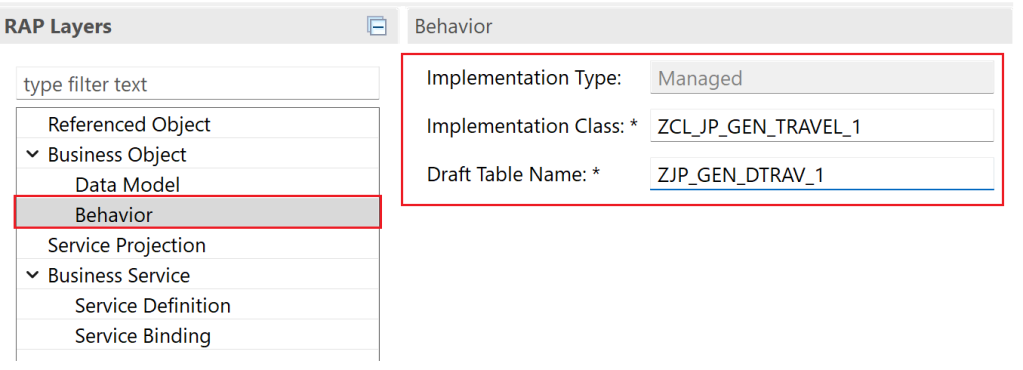 RAP Layers
type filter text
Referenced Object
Business Object
Data Model
Behavior
Service Projection
Business Service
Service Definition
Service Binding
Behavior
Implementation Type: Managed
Implementation Class: * ZCL_JP_GEN_TRAVEL_1
Draft Table Name: * ZJP_GEN_DTRAV_1